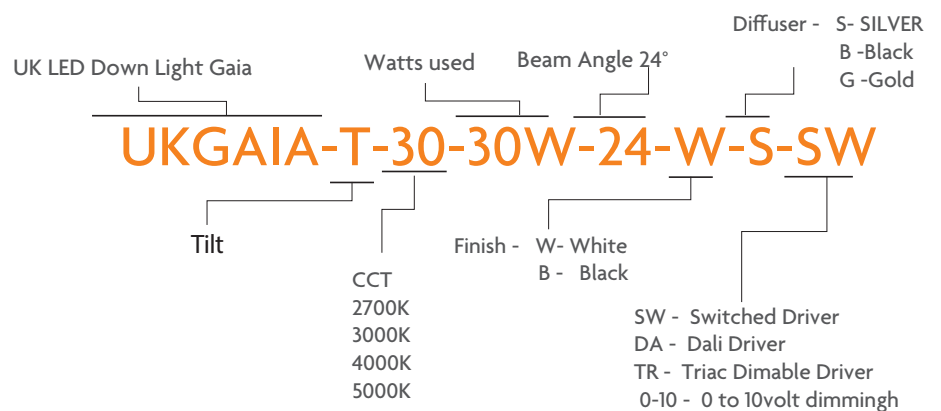 Diffuser - S- SILVER
B -Black
G -Gold
UK LED Down Light Gaia
Watts used
Beam Angle 24°
UKGAIA-T-30-30W-24-W-S-SW
Tilt
Finish - W- White
B - Black
CCT
2700K
3000K
4000K
5000K
SW - Switched Driver
DA - Dali Driver
TR - Triac Dimable Driver
0-10 - 0 to 10volt dimmingh